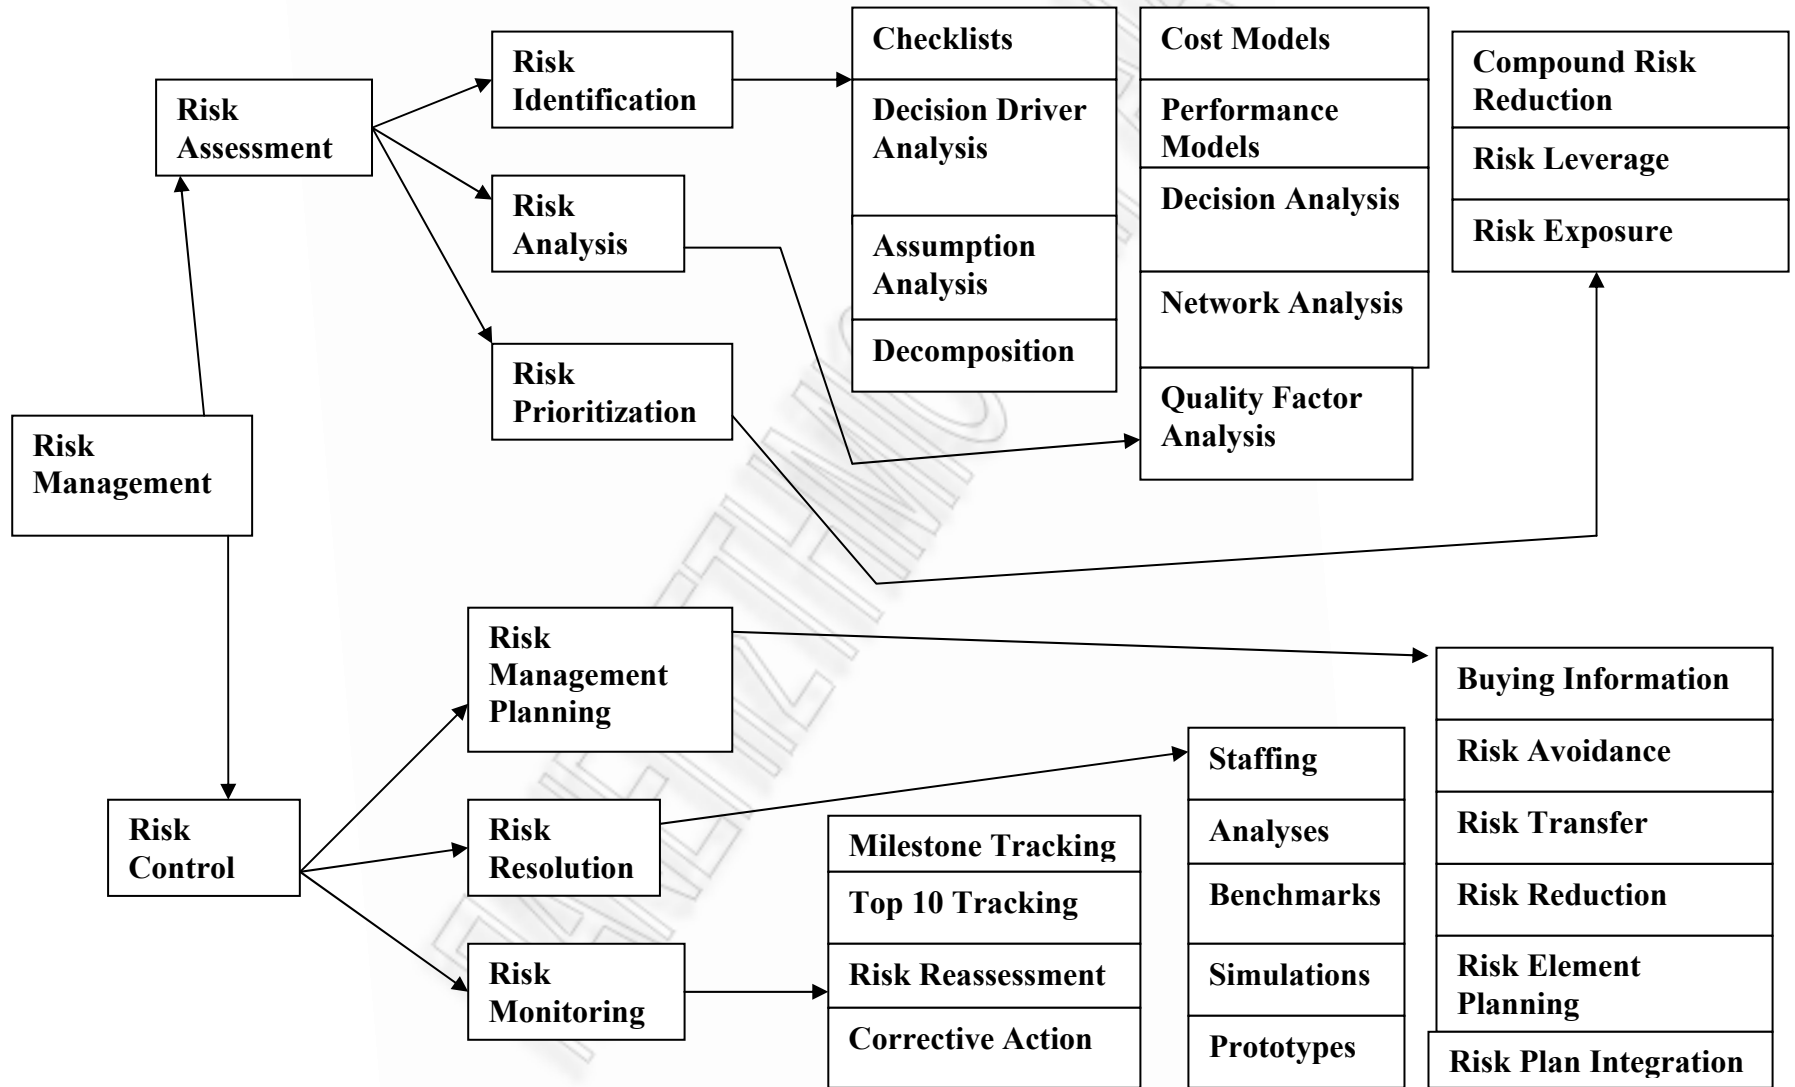 Risk
Management
Risk
Assessment
Risk
Identification
Risk
Analysis
Risk
Prioritization
Checklists
Decision Driver
Analysis
Assumption
Analysis
Decomposition
Cost Models
Performance
Models
Decision Analysis
Network Analysis
Quality Factor
Analysis
Compound Risk
Reduction
Risk Leverage
Risk Exposure
Risk
Control
Risk
Management
Planning
Risk
Resolution
Risk
Monitoring
Milestone Tracking
Top 10 Tracking
Risk Reassessment
Corrective Action
Staffing
Analyses
Benchmarks
Simulations
Prototypes
Buying Information
Risk Avoidance
Risk Transfer
Risk Reduction
Risk Element
Planning
Risk Plan Integration